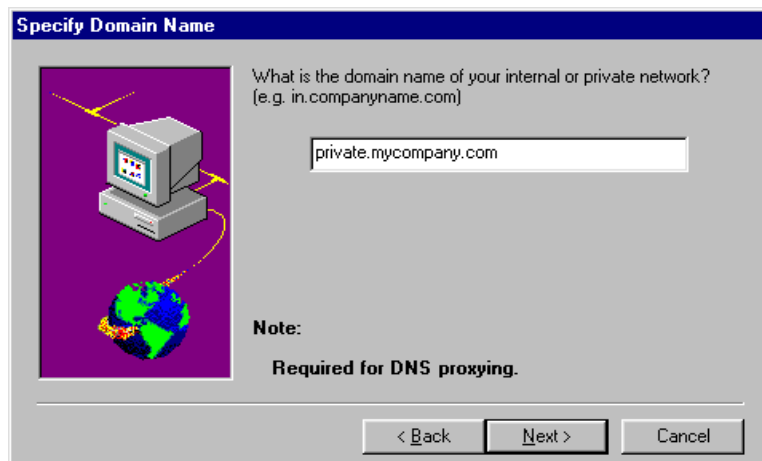 Specify Domain Name
What is the domain name of your internal or private network?
(e.g. in.companyname.com)
private.mycompany.com
Note:
Required for DNS proxying.
< Back
Next >
Cancel